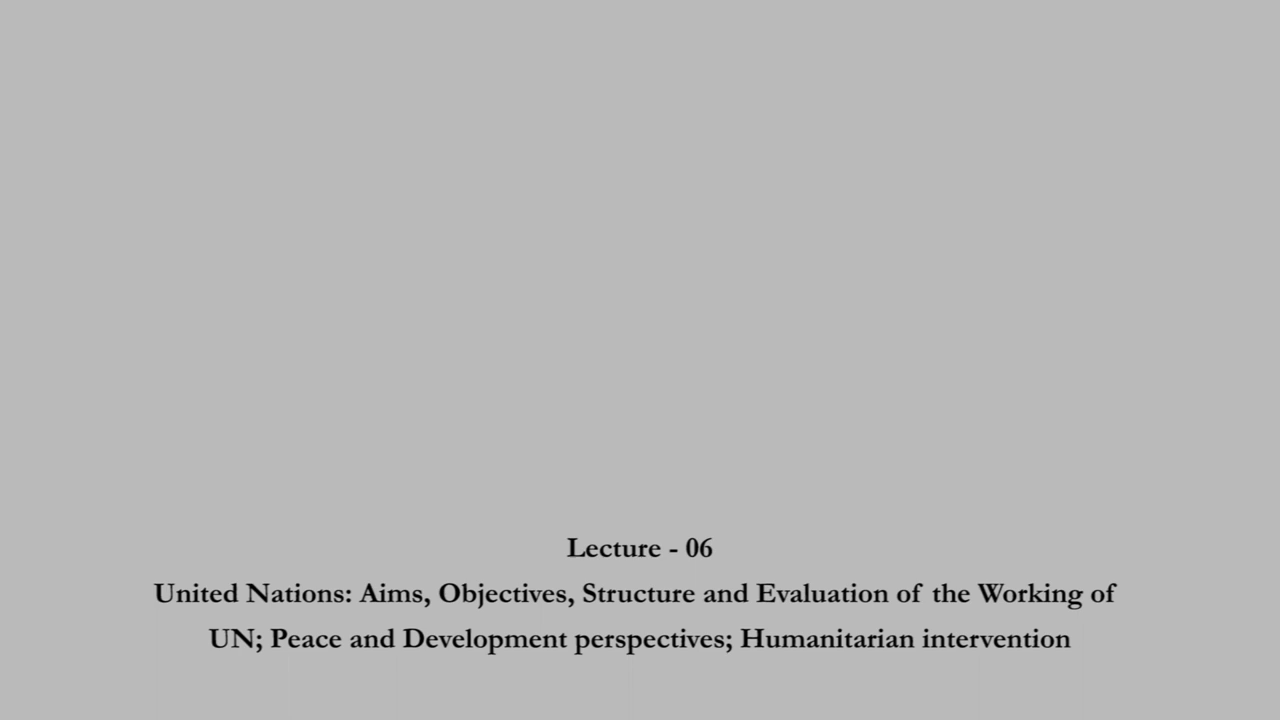 Lecture - 06
United Nations: Aims, Objectives, Structure and Evaluation of the Working of
UN; Peace and Development perspectives; Humanitarian intervention